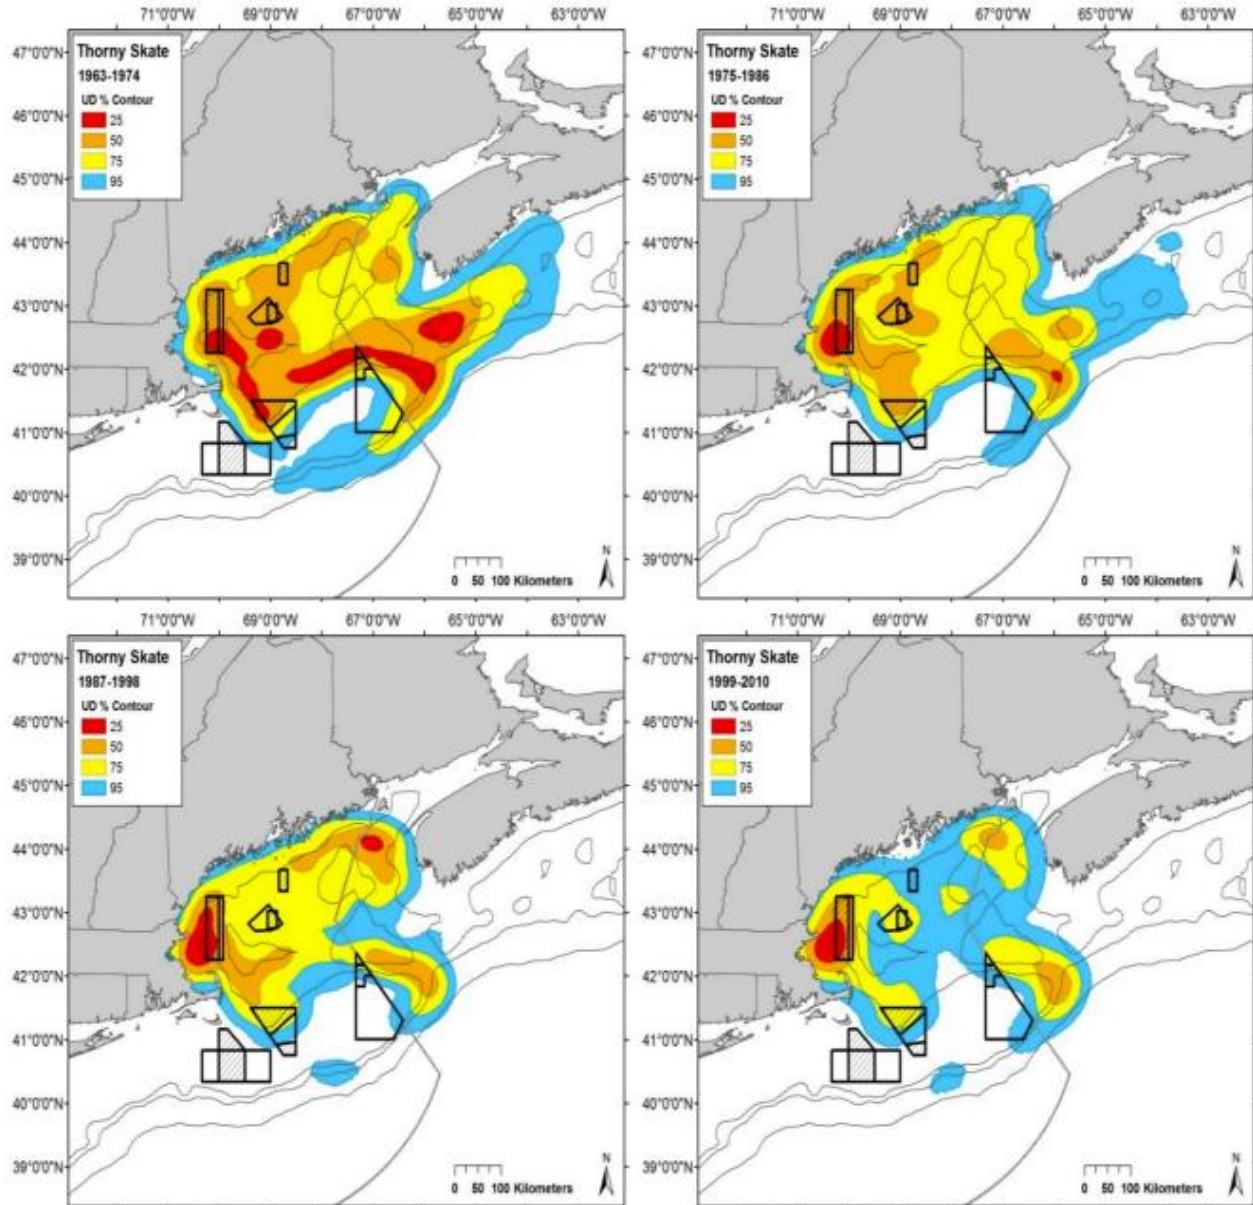 71°0'0"W 69°0'0"W 67°0'0"W 65°0'0"W 63°0'0"W
47°0'0"N
46°0'0"N
45°0'0"N
44°0'0"N
43°0'0"N
42°0'0"N
41°0'0"N
40°0'0"N
39°0'0"N
Thorny Skate
1963-1974
UD % Contour
25
50
75
95
N
0 50 100 Kilometers
71°0'0"W 69°0'0"W 67°0'0"W 65°0'0"W 63°0'0"W
47°0'0"N
46°0'0"N
45°0'0"N
44°0'0"N
43°0'0"N
42°0'0"N
41°0'0"N
40°0'0"N
39°0'0"N
Thorny Skate
1975-1986
UD % Contour
25
50
75
95
N
0 50 100 Kilometers
71°0'0"W 69°0'0"W 67°0'0"W 65°0'0"W 63°0'0"W
47°0'0"N
46°0'0"N
45°0'0"N
44°0'0"N
43°0'0"N
42°0'0"N
41°0'0"N
40°0'0"N
39°0'0"N
Thorny Skate
1987-1998
UD % Contour
25
50
75
95
N
0 50 100 Kilometers
71°0'0"W 69°0'0"W 67°0'0"W 65°0'0"W 63°0'0"W
47°0'0"N
46°0'0"N
45°0'0"N
44°0'0"N
43°0'0"N
42°0'0"N
41°0'0"N
40°0'0"N
39°0'0"N
Thorny Skate
1999-2010
UD % Contour
25
50
75
95
N
0 50 100 Kilometers